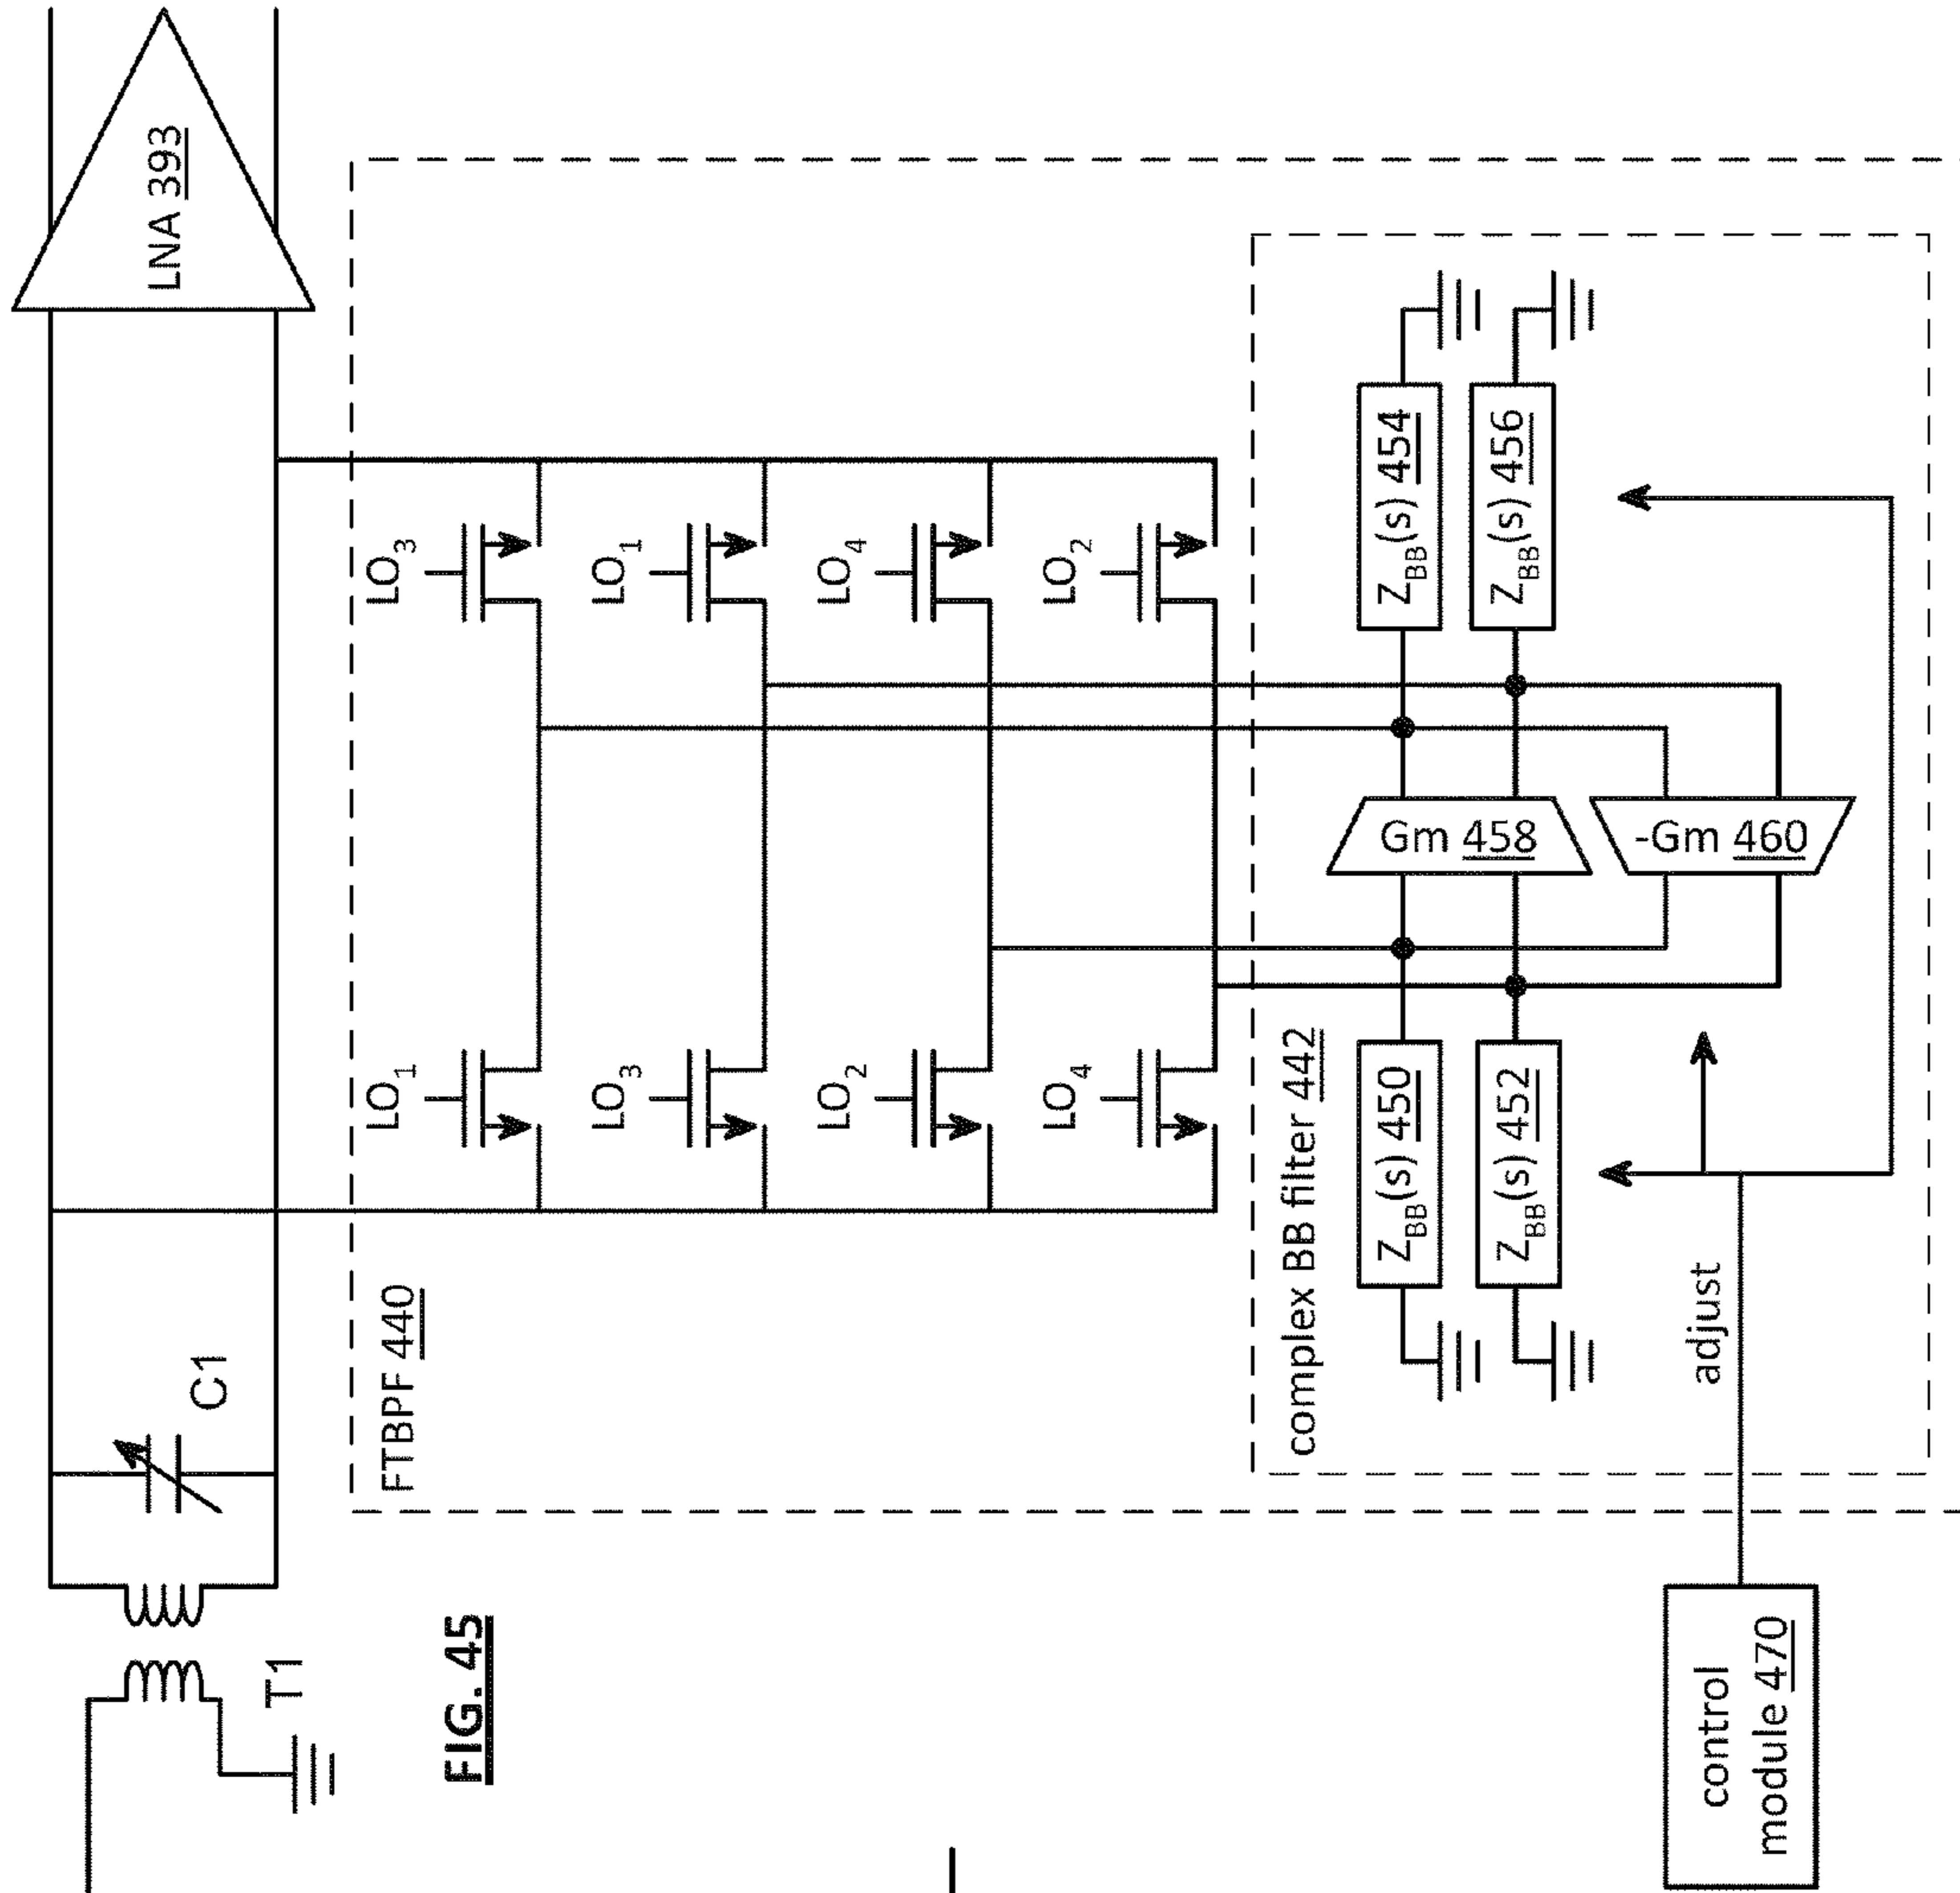 LNA 393
C1
T1
FTBPF 440
LO1
LO3
LO3
LO1
LO2
LO4
LO4
LO2
complex BB filter 442
ZBB(s) 450
Gm 458
ZBB(s) 454
ZBB(s) 452
-Gm 460
ZBB(s) 456
adjust
control
module 470
FIG. 45